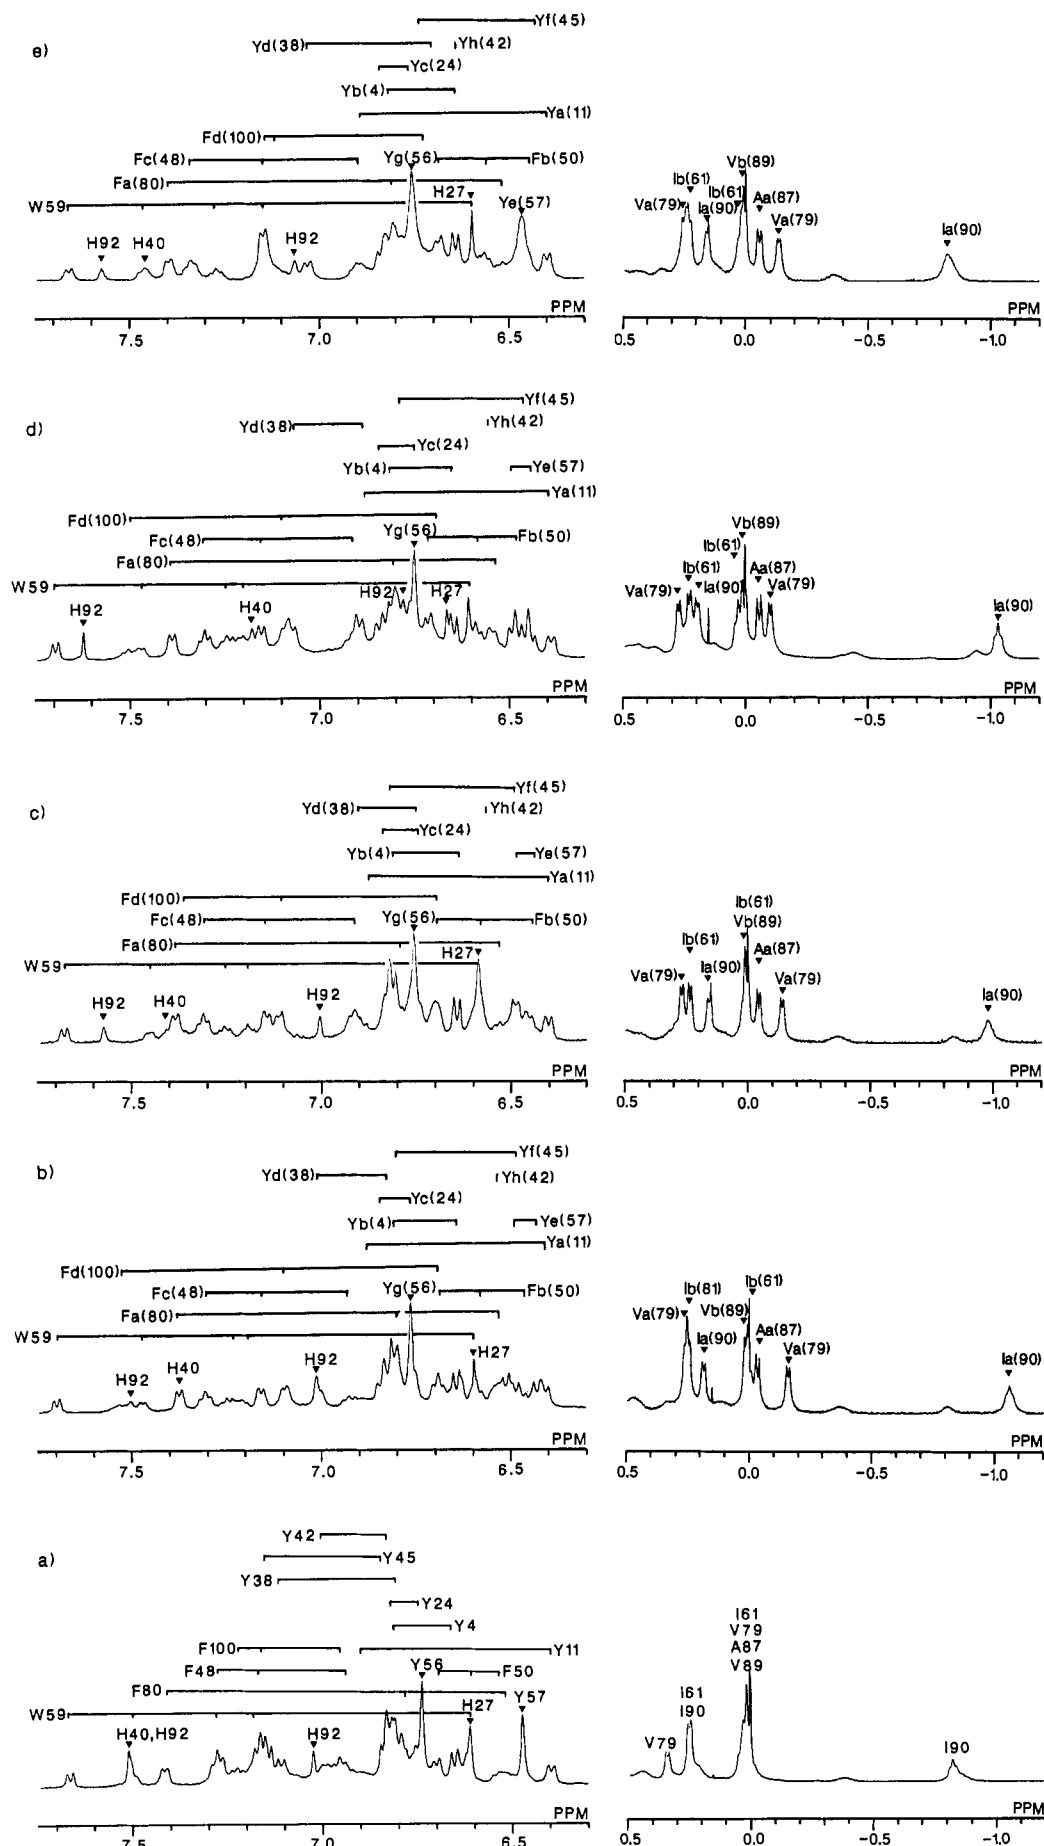 e)
Yf(45)
Yd(38) Yh(42)
Yc(24)
Yb(4)
Ya(11)
Fd(100)
Fc(48) Yg(56) Fb(50)
Fa(80) H27
W59 Ye(57)
H92 H40 H92
PPM
7.5 7.0 6.5
Vb(89)
Ib(61) Ib(61) Aa(87)
Va(79) Ia(90) Va(79)
Ia(90)
PPM
0.5 0.0 -0.5 -1.0
d)
Yf(45)
Yd(38) Yh(42)
Yc(24)
Yb(4) Ye(57)
Ya(11)
Fd(100)
Fc(48) Yg(56) Fb(50)
Fa(80)
W59 H92 H27
H92 H40
PPM
7.5 7.0 6.5
Vb(89)
Ib(61)
Ib(61) Aa(87)
Va(79) Ia(90) Va(79)
Ia(90)
PPM
0.5 0.0 -0.5 -1.0
c)
Yf(45)
Yd(38) Yh(42)
Yc(24)
Yb(4) Ye(57)
Ya(11)
Fd(100)
Fc(48) Yg(56) Fb(50)
Fa(80) H27
W59
H92 H40 H92
PPM
7.5 7.0 6.5
Ib(61)
Vb(89)
Ib(61) Aa(87)
Va(79) Ia(90) Va(79)
Ia(90)
PPM
0.5 0.0 -0.5 -1.0
b)
Yf(45)
Yd(38) Yh(42)
Yc(24)
Yb(4) Ye(57)
Ya(11)
Fd(100)
Fc(48) Yg(56) Fb(50)
Fa(80)
W59
H92 H40 H92 H27
PPM
7.5 7.0 6.5
Ib(81) Ib(61)
Va(79) Vb(89) Aa(87)
Ia(90) Va(79)
Ia(90)
PPM
0.5 0.0 -0.5 -1.0
a)
Y42
Y45
Y38
Y24
Y4
F100 Y11
F48 Y56 F50
F80 Y57
W59 H27
H40,H92 H92
PPM
7.5 7.0 6.5
I61
V79
A87
V89
I61
I90
V79 I90
PPM
0.5 0.0 -0.5 -1.0